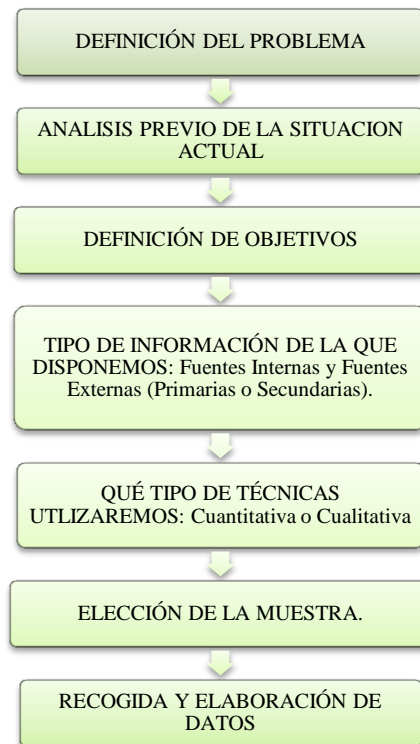 DEFINICIÓN DEL PROBLEMA
ANALISIS PREVIO DE LA SITUACION
ACTUAL
DEFINICIÓN DE OBJETIVOS
TIPO DE INFORMACIÓN DE LA QUE
DISPONEMOS: Fuentes Internas y Fuentes
Externas (Primarias o Secundarias).
QUÉ TIPO DE TÉCNICAS
UTLIZAREMOS: Cuantitativa o Cualitativa
ELECCIÓN DE LA MUESTRA.
RECOGIDA Y ELABORACIÓN DE
DATOS